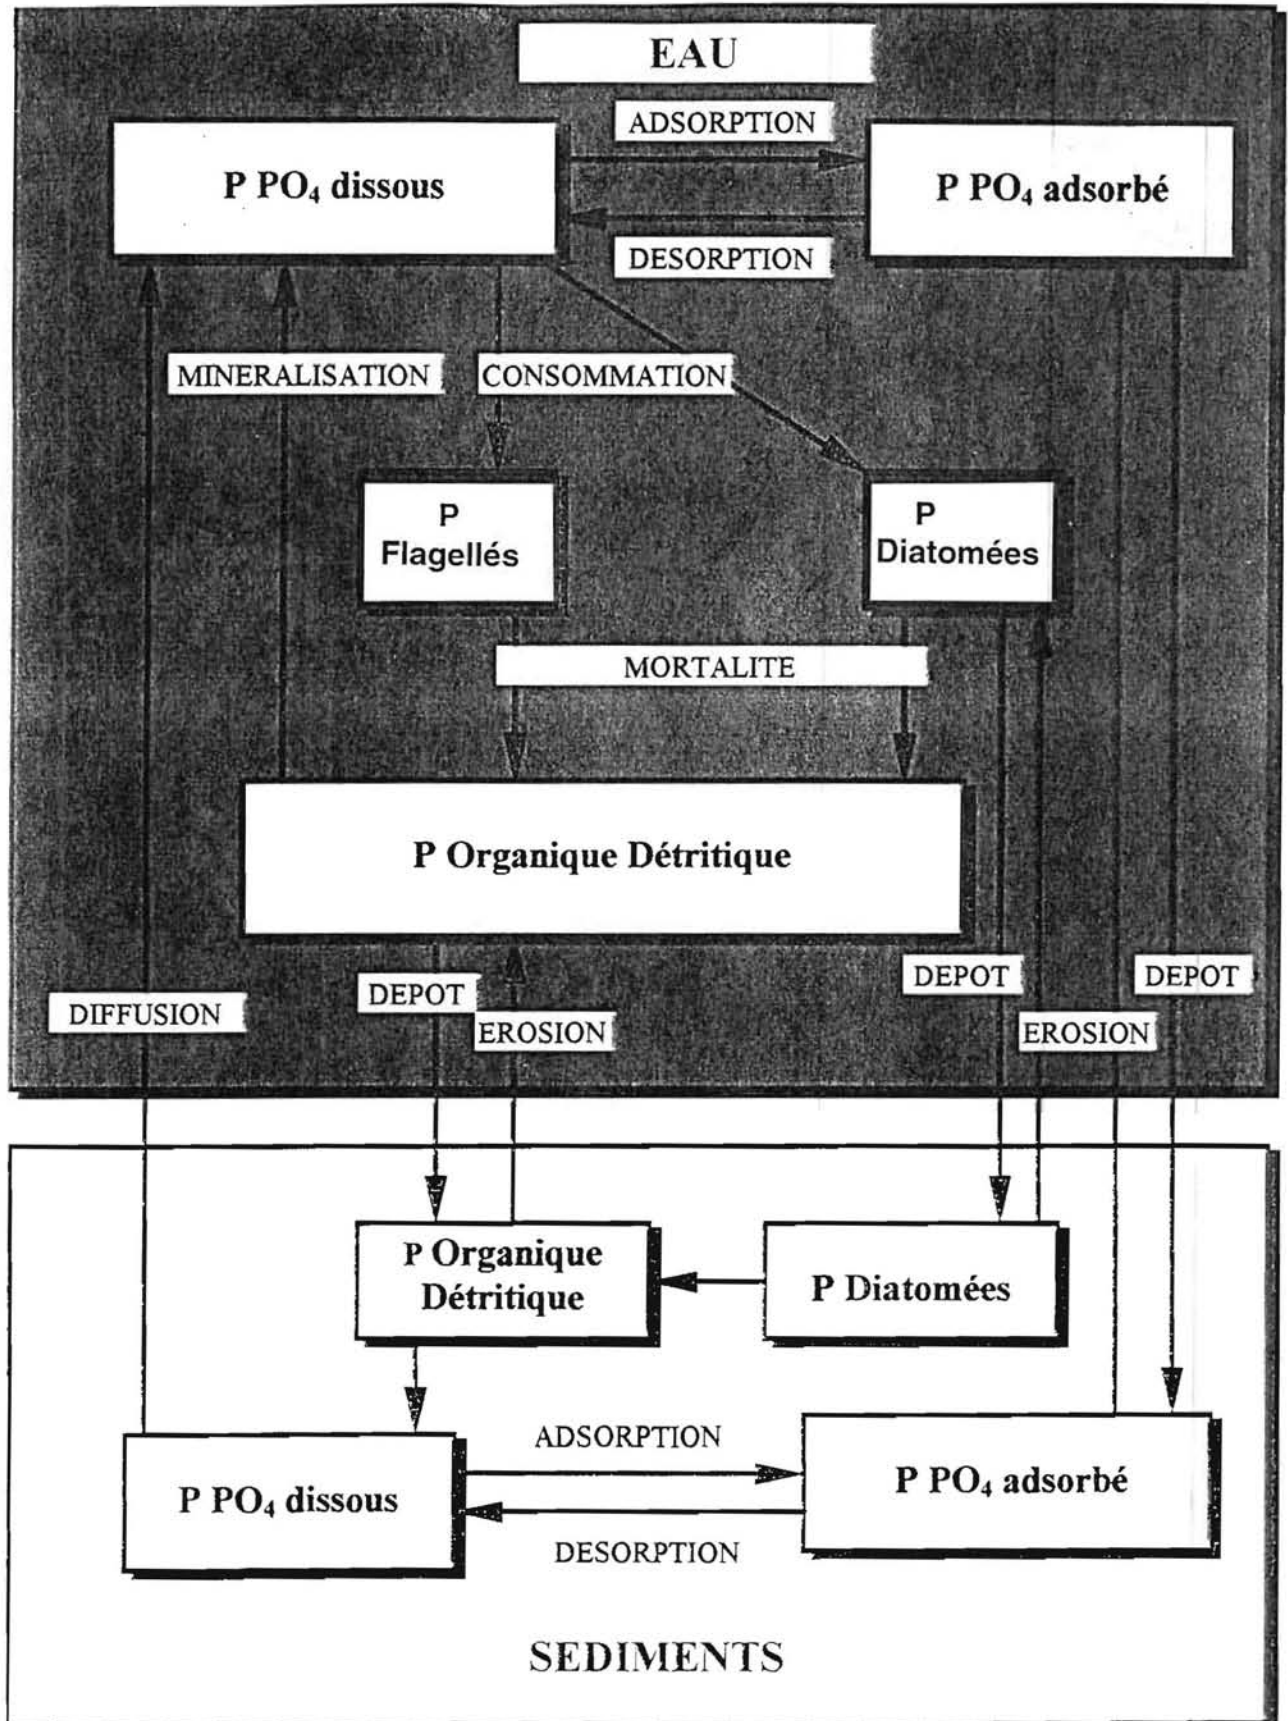 EAU
ADSORPTION
P PO₄ dissous
P PO₄ adsorbé
DESORPTION
MINERALISATION
CONSOMMATION
P
Flagellés
P
Diatomées
MORTALITE
P Organique Détritique
DIFFUSION
DEPOT
EROSION
DEPOT
EROSION
DEPOT
P Organique
Détritique
P Diatomées
P PO₄ dissous
ADSORPTION
DESORPTION
P PO₄ adsorbé
SEDIMENTS